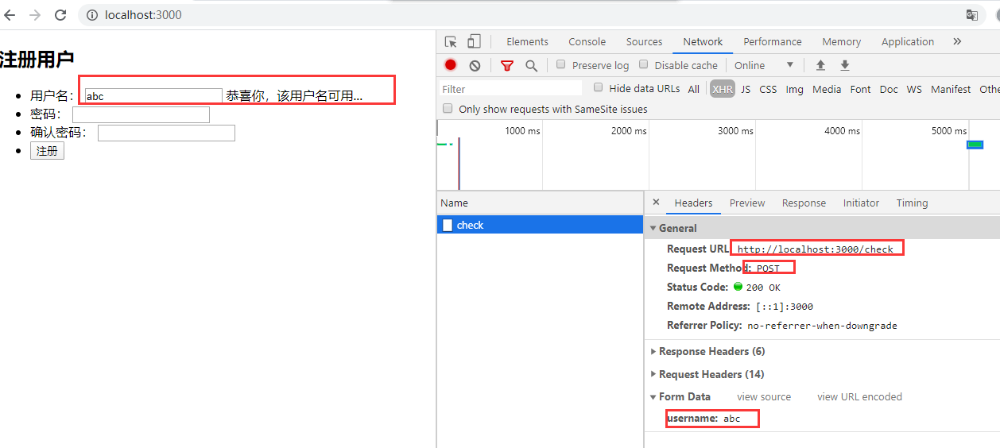 localhost:3000
注册用户
用户名： abc 恭喜你，该用户名可用...
密码：
确认密码：
注册
Elements Console Sources Network Performance Memory Application
Preserve log Disable cache Online
Filter Hide data URLs All XHR JS CSS Img Media Font Doc WS Manifest Othe
Only show requests with SameSite issues
1000 ms 2000 ms 3000 ms 4000 ms 5000 ms
Name
check
Headers Preview Response Initiator Timing
General
Request URL http://localhost:3000/check
Request Method: POST
Status Code: 200 OK
Remote Address: [::1]:3000
Referrer Policy: no-referrer-when-downgrade
Response Headers (6)
Request Headers (14)
Form Data view source view URL encoded
username: abc